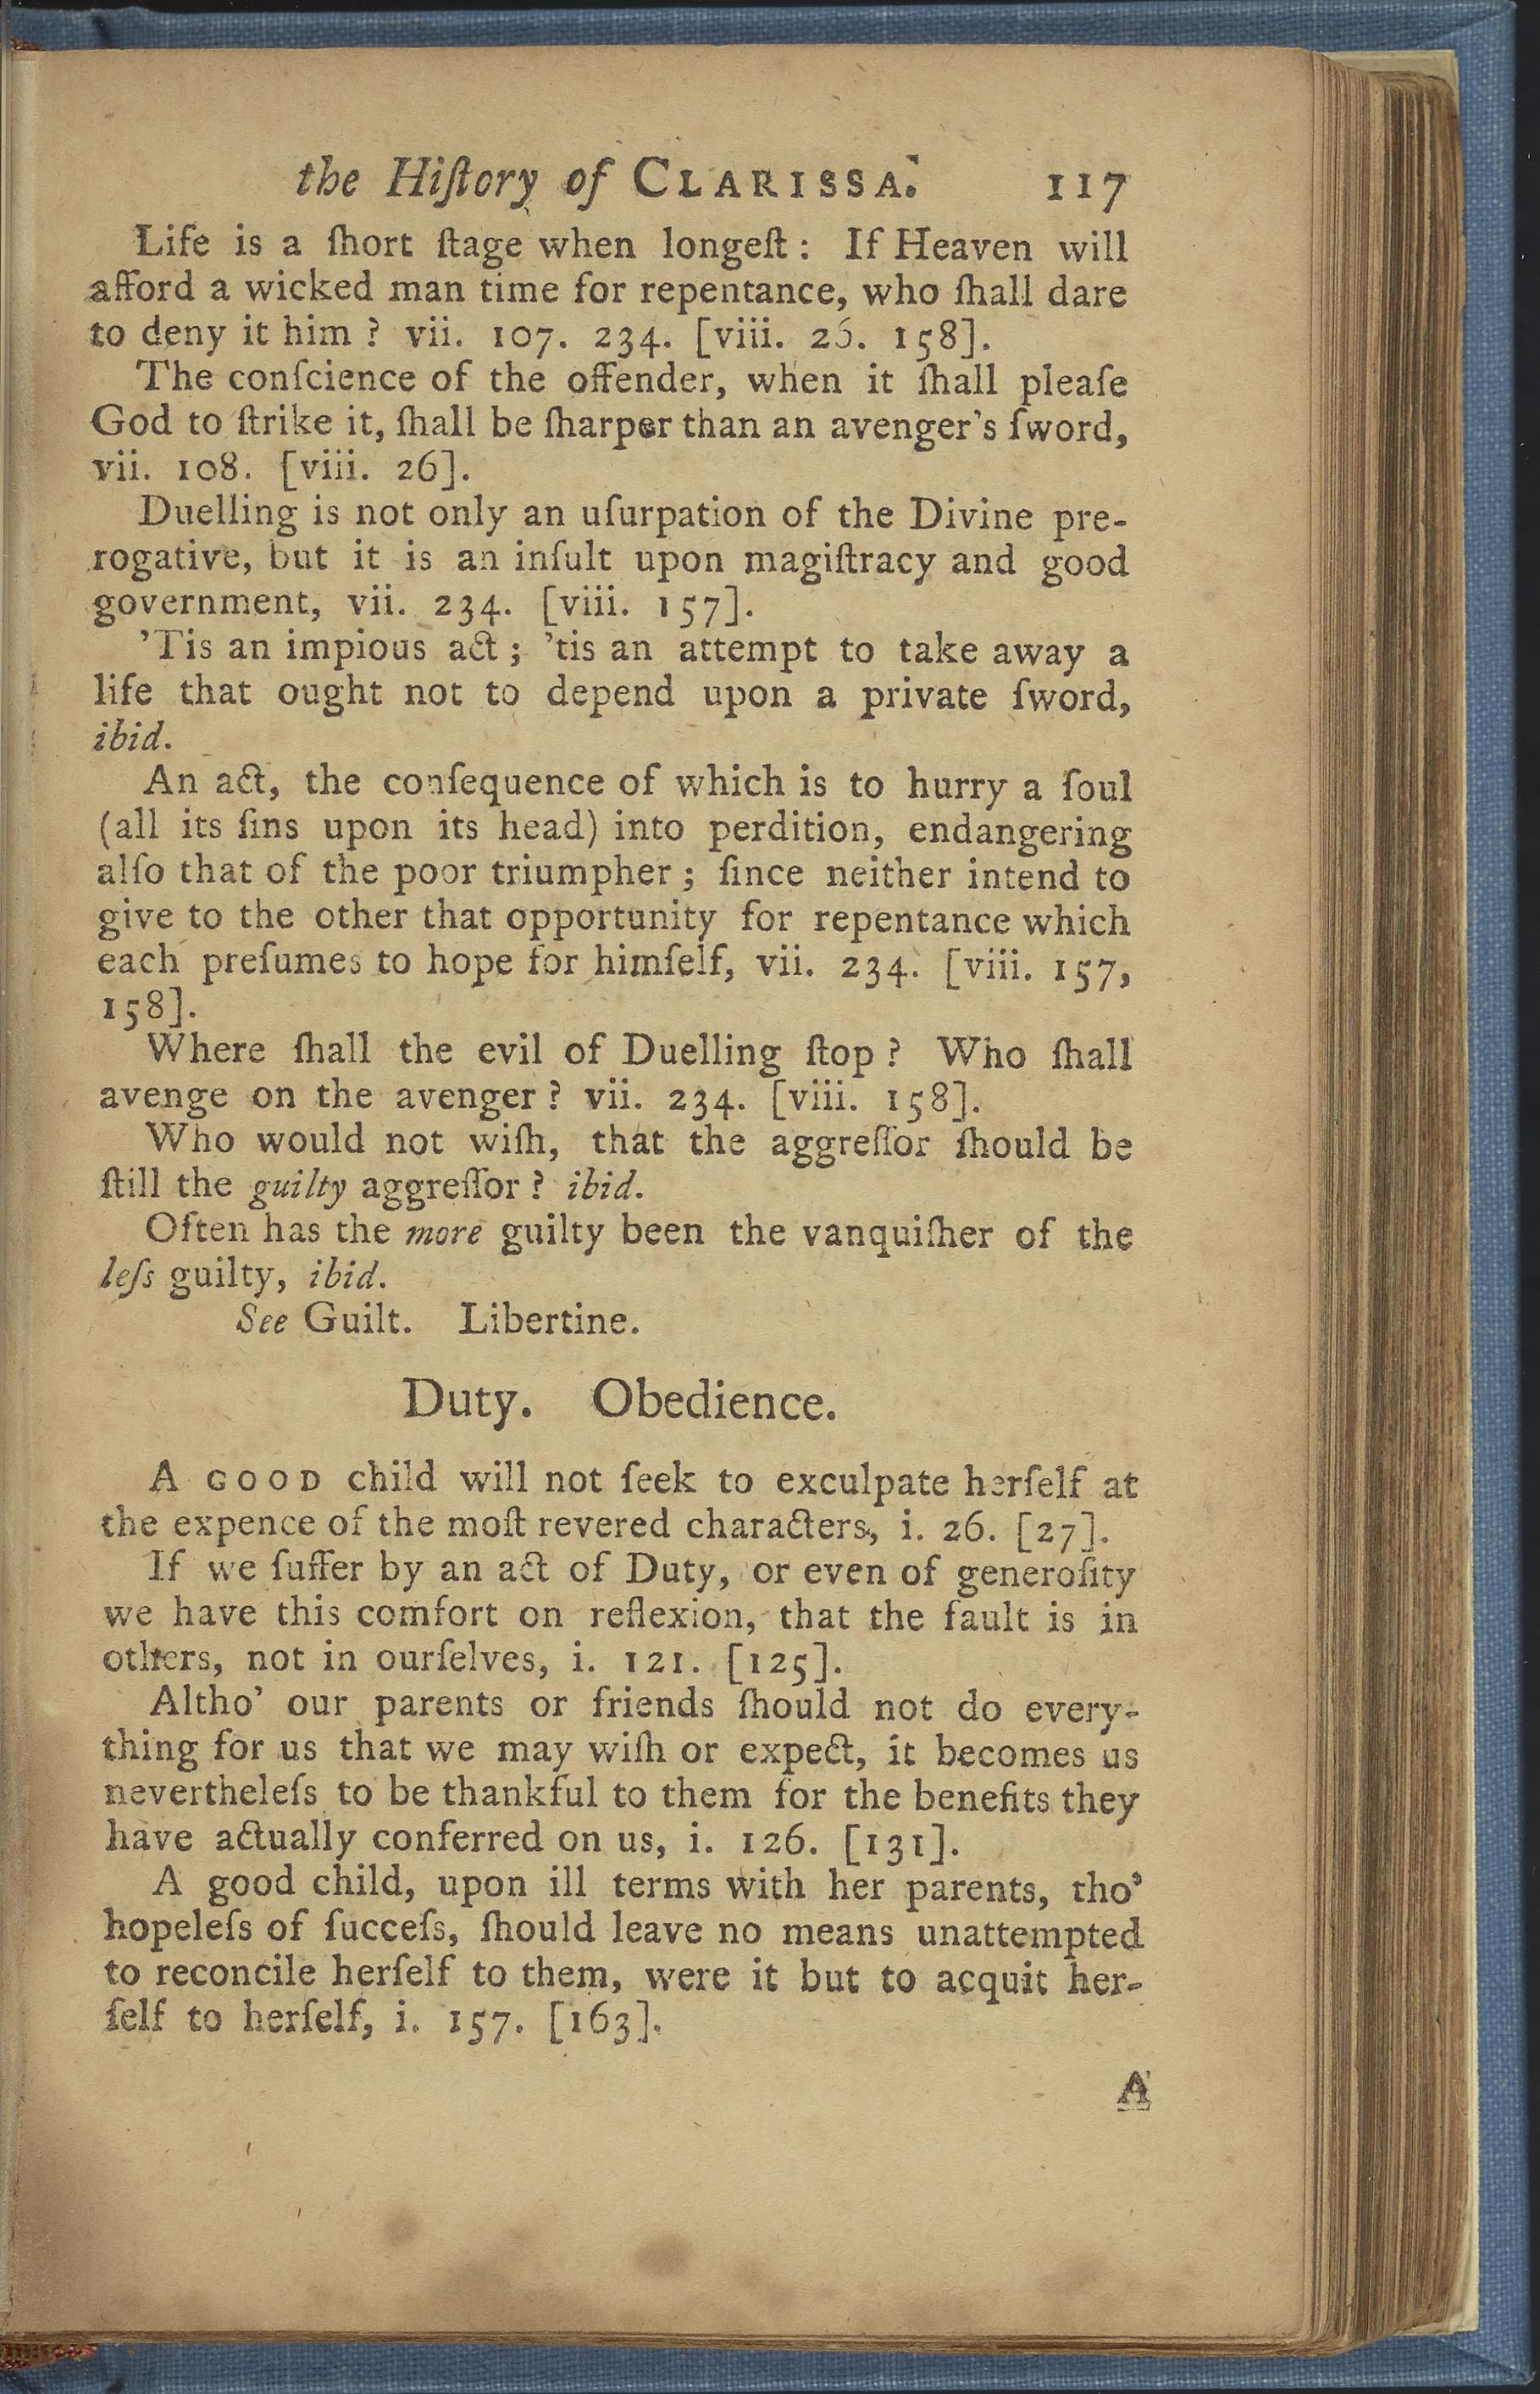 the Hiſtory of CLARISSA. 117
Life is a ſhort ſtage when longeſt: If Heaven will
afford a wicked man time for repentance, who ſhall dare
to deny it him? vii. 107. 234. [viii. 26. 158].
The conſcience of the offender, when it ſhall pleaſe
God to ſtrike it, ſhall be ſharper than an avenger's ſword,
vii. 108. [viii. 26].
Duelling is not only an uſurpation of the Divine pre-
rogative, but it is an inſult upon magiſtracy and good
government, vii. 234. [viii. 157].
'Tis an impious act; 'tis an attempt to take away a
life that ought not to depend upon a private ſword,
ibid.
An act, the conſequence of which is to hurry a ſoul
(all its ſins upon its head) into perdition, endangering
alſo that of the poor triumpher; ſince neither intend to
give to the other that opportunity for repentance which
each preſumes to hope for himſelf, vii. 234. [viii. 157,
158].
Where ſhall the evil of Duelling ſtop? Who ſhall
avenge on the avenger? vii. 234. [viii. 158].
Who would not wiſh, that the aggreſſor ſhould be
ſtill the guilty aggreſſor? ibid.
Often has the more guilty been the vanquiſher of the
leſs guilty, ibid.
See Guilt. Libertine.
Duty. Obedience.
A GOOD child will not ſeek to exculpate herſelf at
the expence of the moſt revered characters, i. 26. [27].
If we ſuffer by an act of Duty, or even of generoſity
we have this comfort on reflexion, that the fault is in
others, not in ourſelves, i. 121. [125].
Altho' our parents or friends ſhould not do every-
thing for us that we may wiſh or expect, it becomes us
nevertheleſs to be thankful to them for the benefits they
have actually conferred on us, i. 126. [131].
A good child, upon ill terms with her parents, tho'
hopeleſs of ſucceſs, ſhould leave no means unattempted
to reconcile herſelf to them, were it but to acquit her-
ſelf to herſelf, i. 157. [163].
A